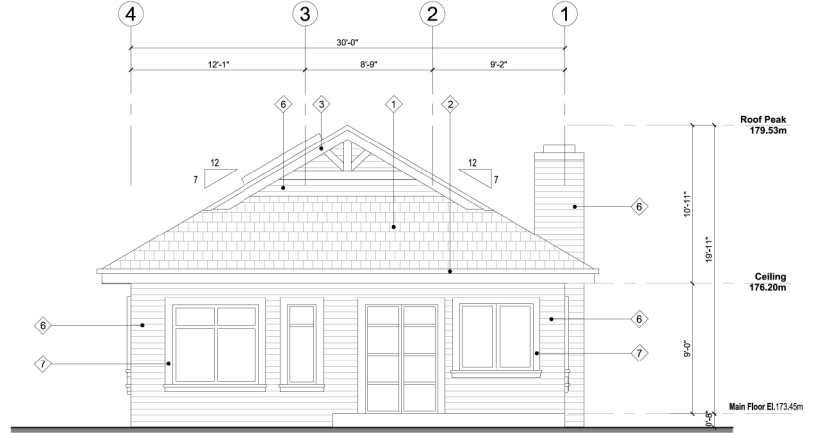 4 3 2 1
30'-0"
12'-1" 8'-9" 9'-2"
6 3 1 2
Roof Peak
179.53m
12 12
7 7
6
10'-11"
19'-11"
Ceiling
176.20m
6 6
7 7
9'-0"
Main Floor El.173.45m
0'-8"